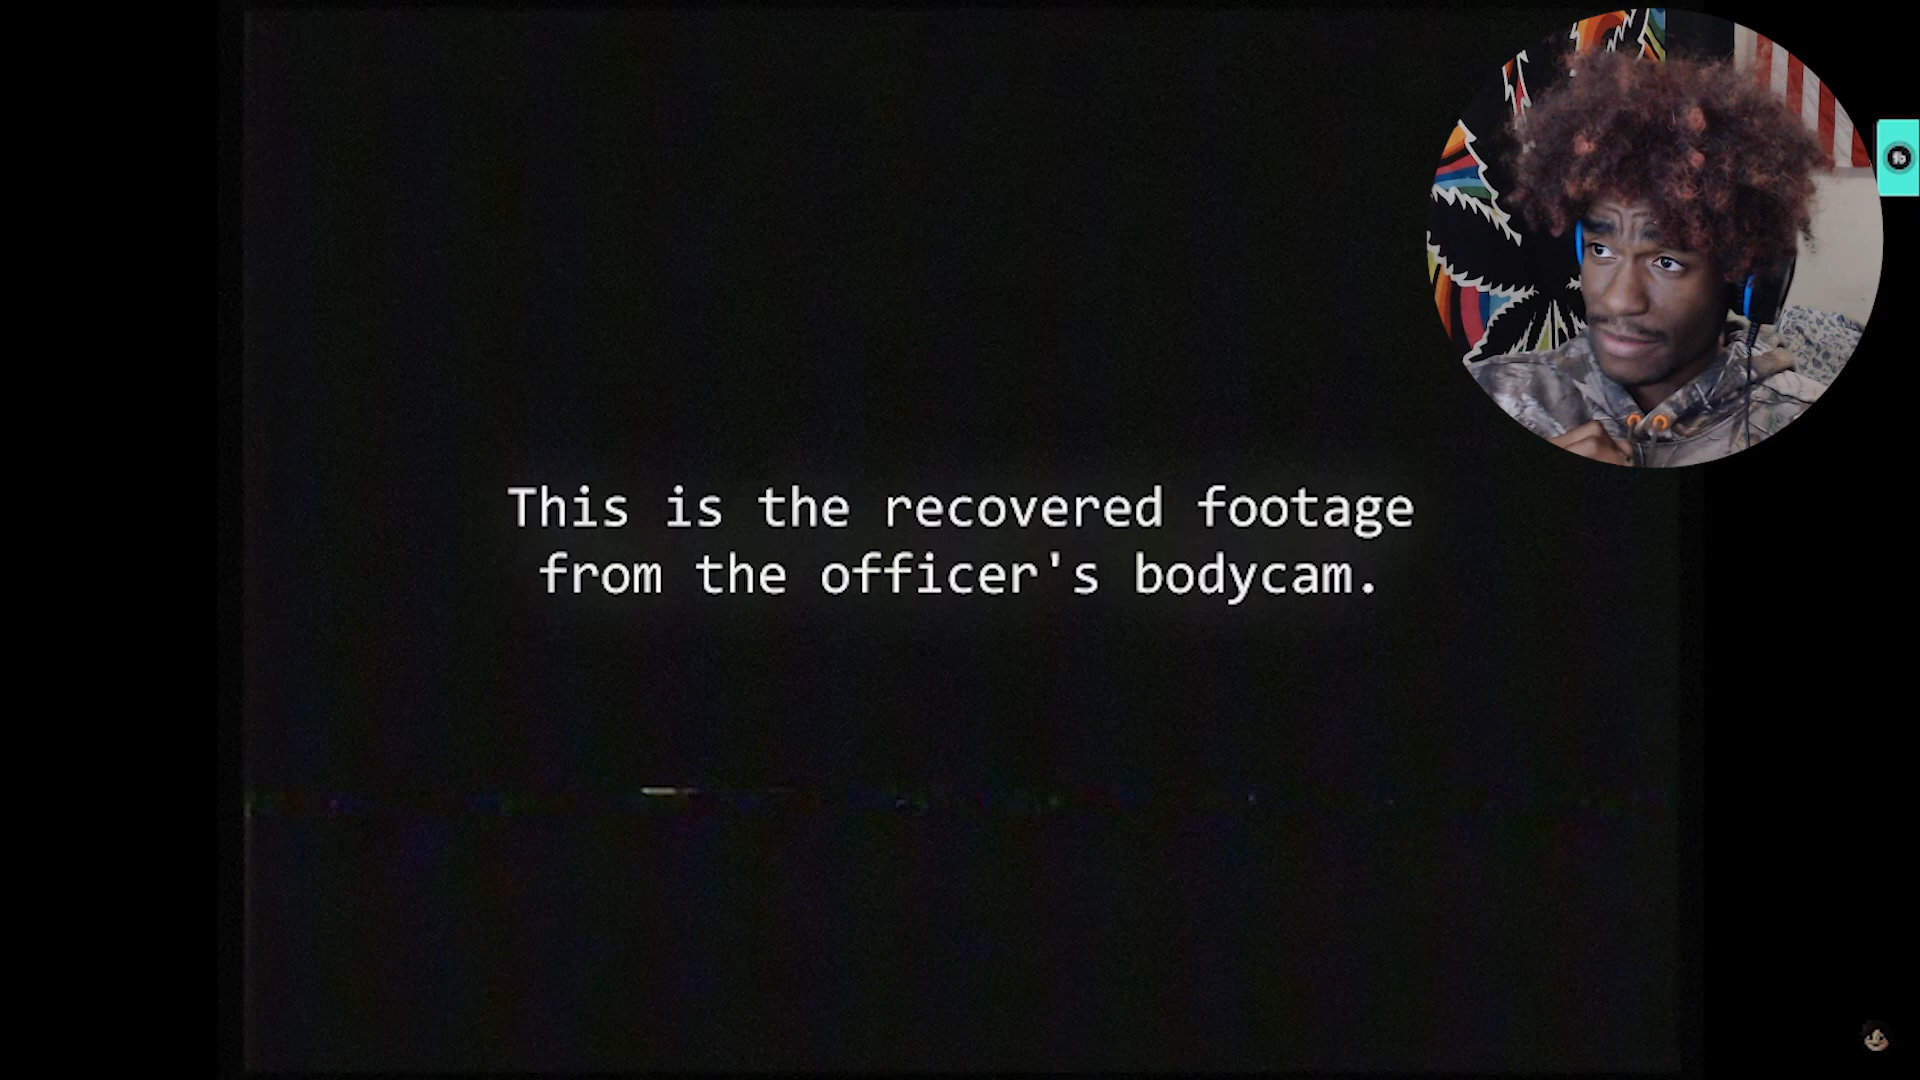 This is the recovered footage
from the officer's bodycam.